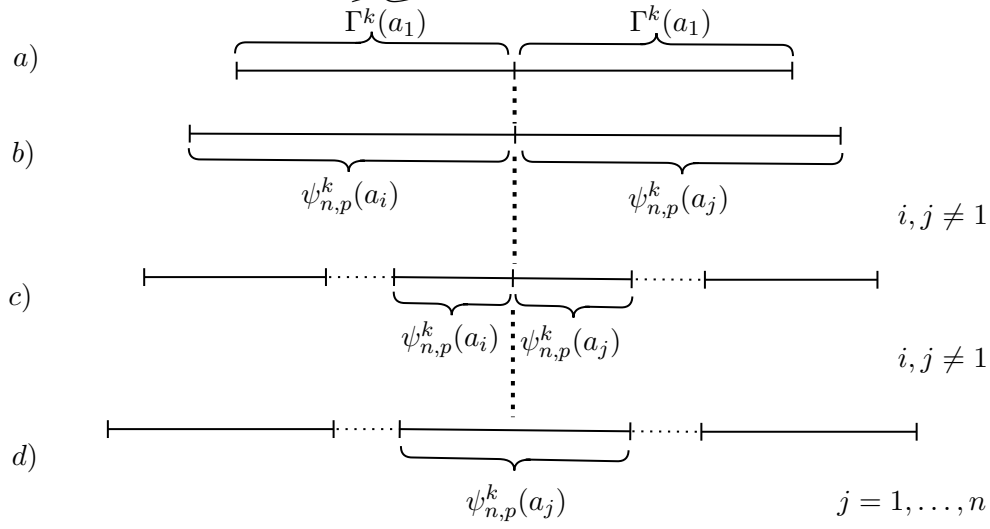 Γ^k(a_1) Γ^k(a_1)
a)
b)
ψ^k_{n,p}(a_i) ψ^k_{n,p}(a_j)
i, j ≠ 1
c)
ψ^k_{n,p}(a_i) ψ^k_{n,p}(a_j)
i, j ≠ 1
d)
ψ^k_{n,p}(a_j)
j = 1, . . . , n